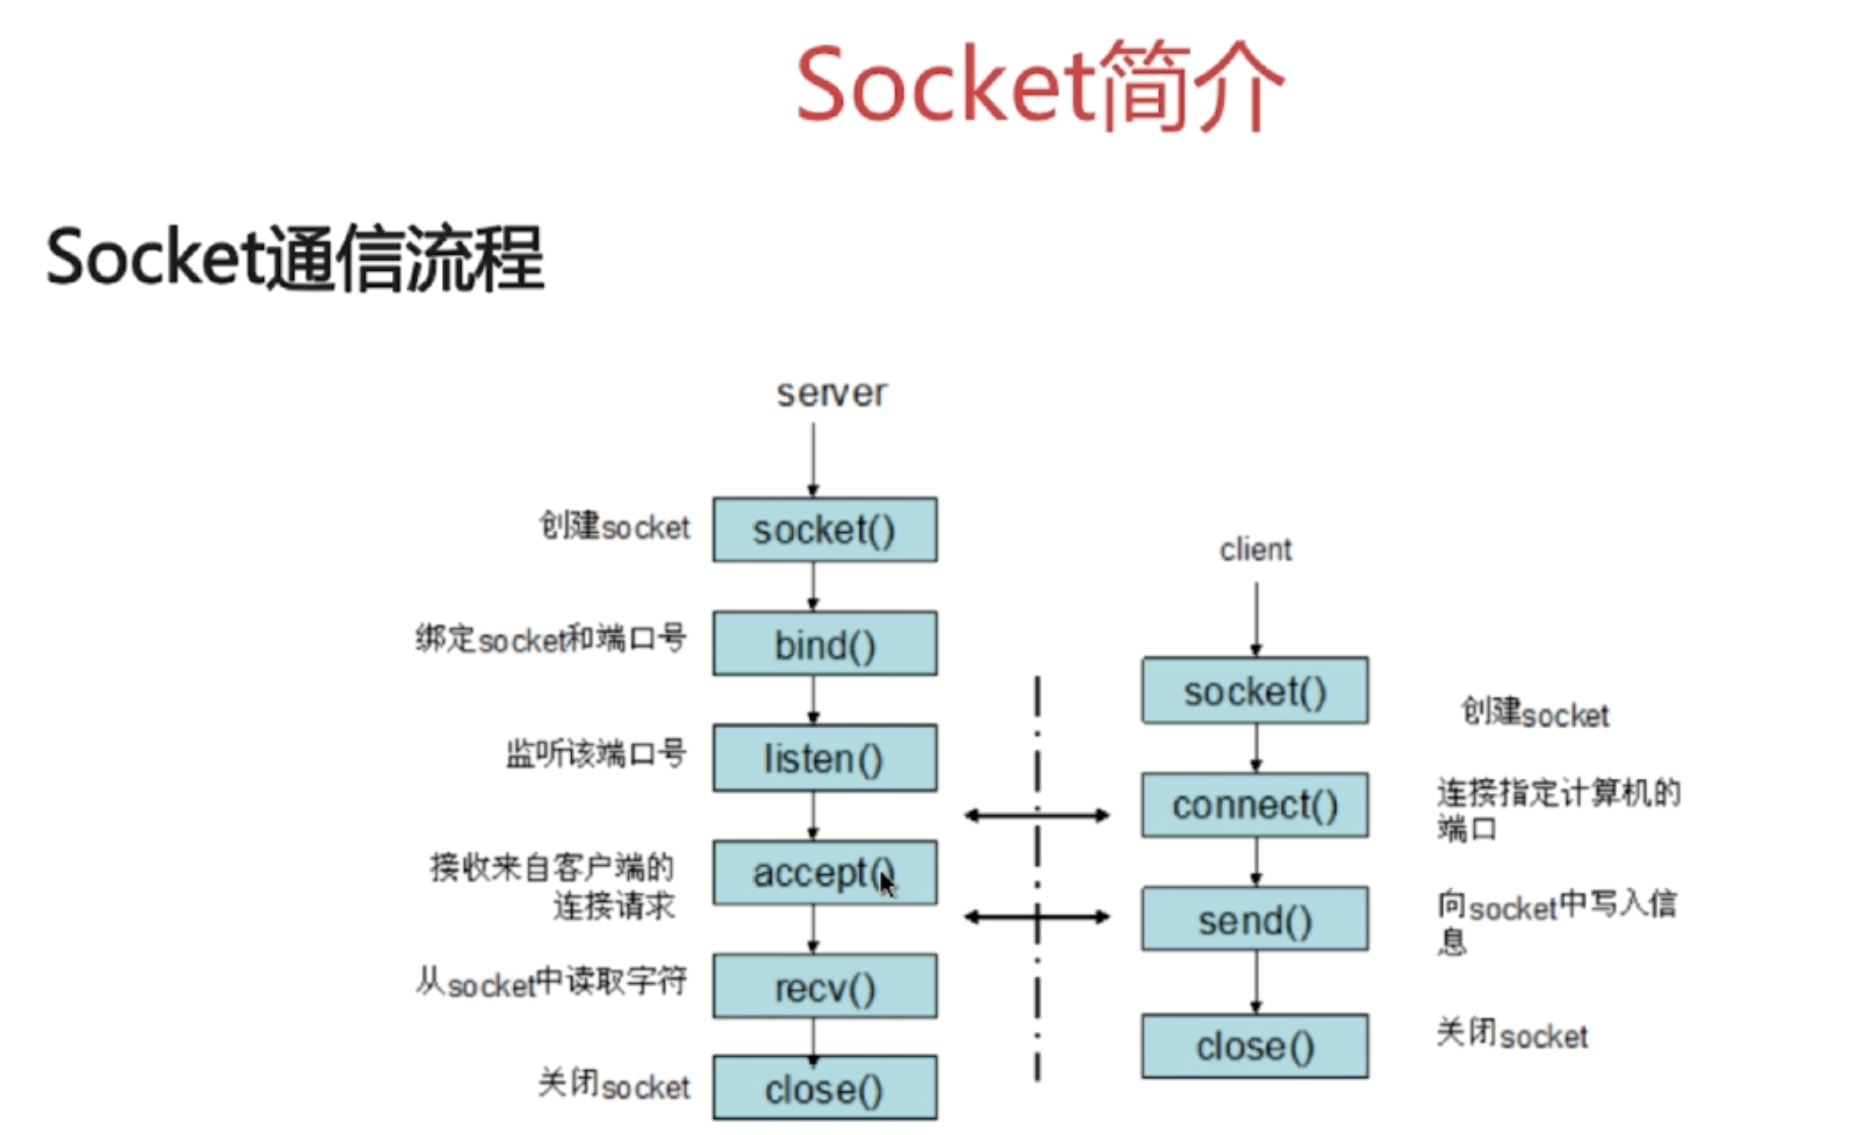 Socket简介
Socket通信流程
server
创建socket
socket()
绑定socket和端口号
bind()
监听该端口号
listen()
接收来自客户端的
连接请求
accept()
从socket中读取字符
recv()
关闭socket
close()
client
socket()
创建socket
connect()
连接指定计算机的
端口
send()
向socket中写入信
息
close()
关闭socket